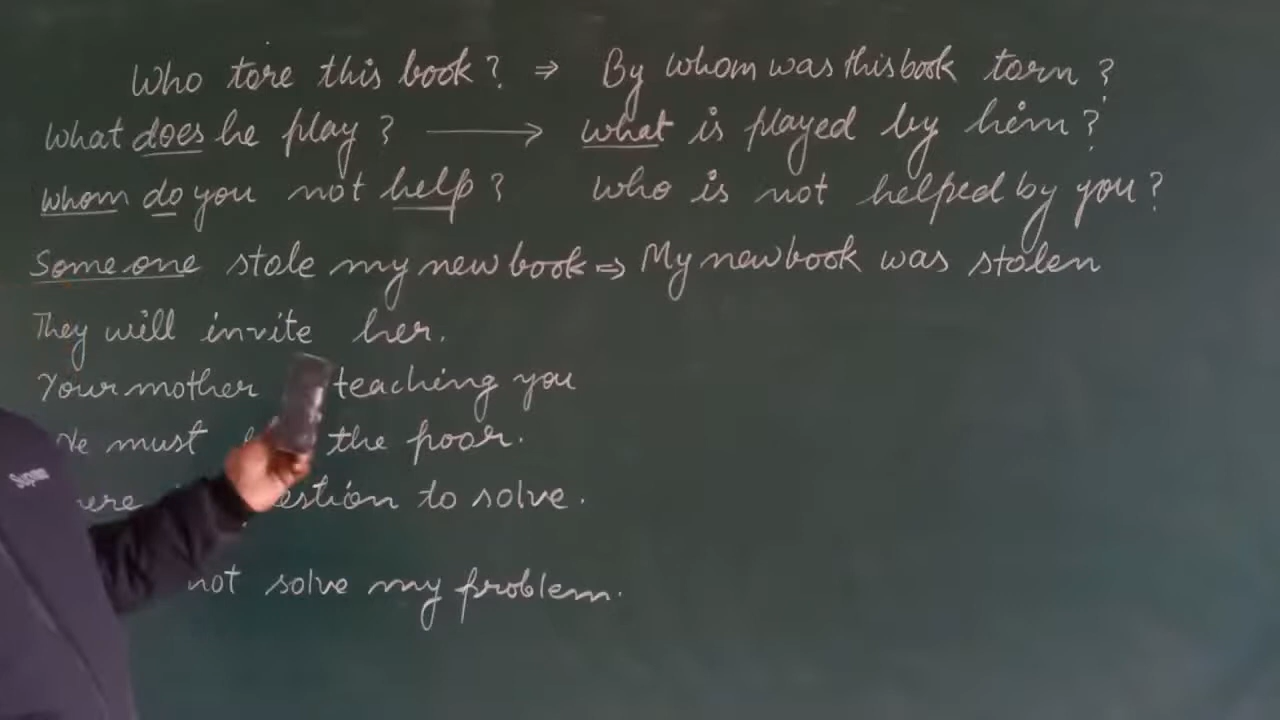 Who tore this book? ⇒ By whom was this book torn?
What does he play? ⟶ what is played by him?
whom do you not help? who is not helped by you?
Someone stole my new book ⇒ My new book was stolen
They will invite her.
Your mother teaching you
must the poor.
to solve.
not solve my problem.